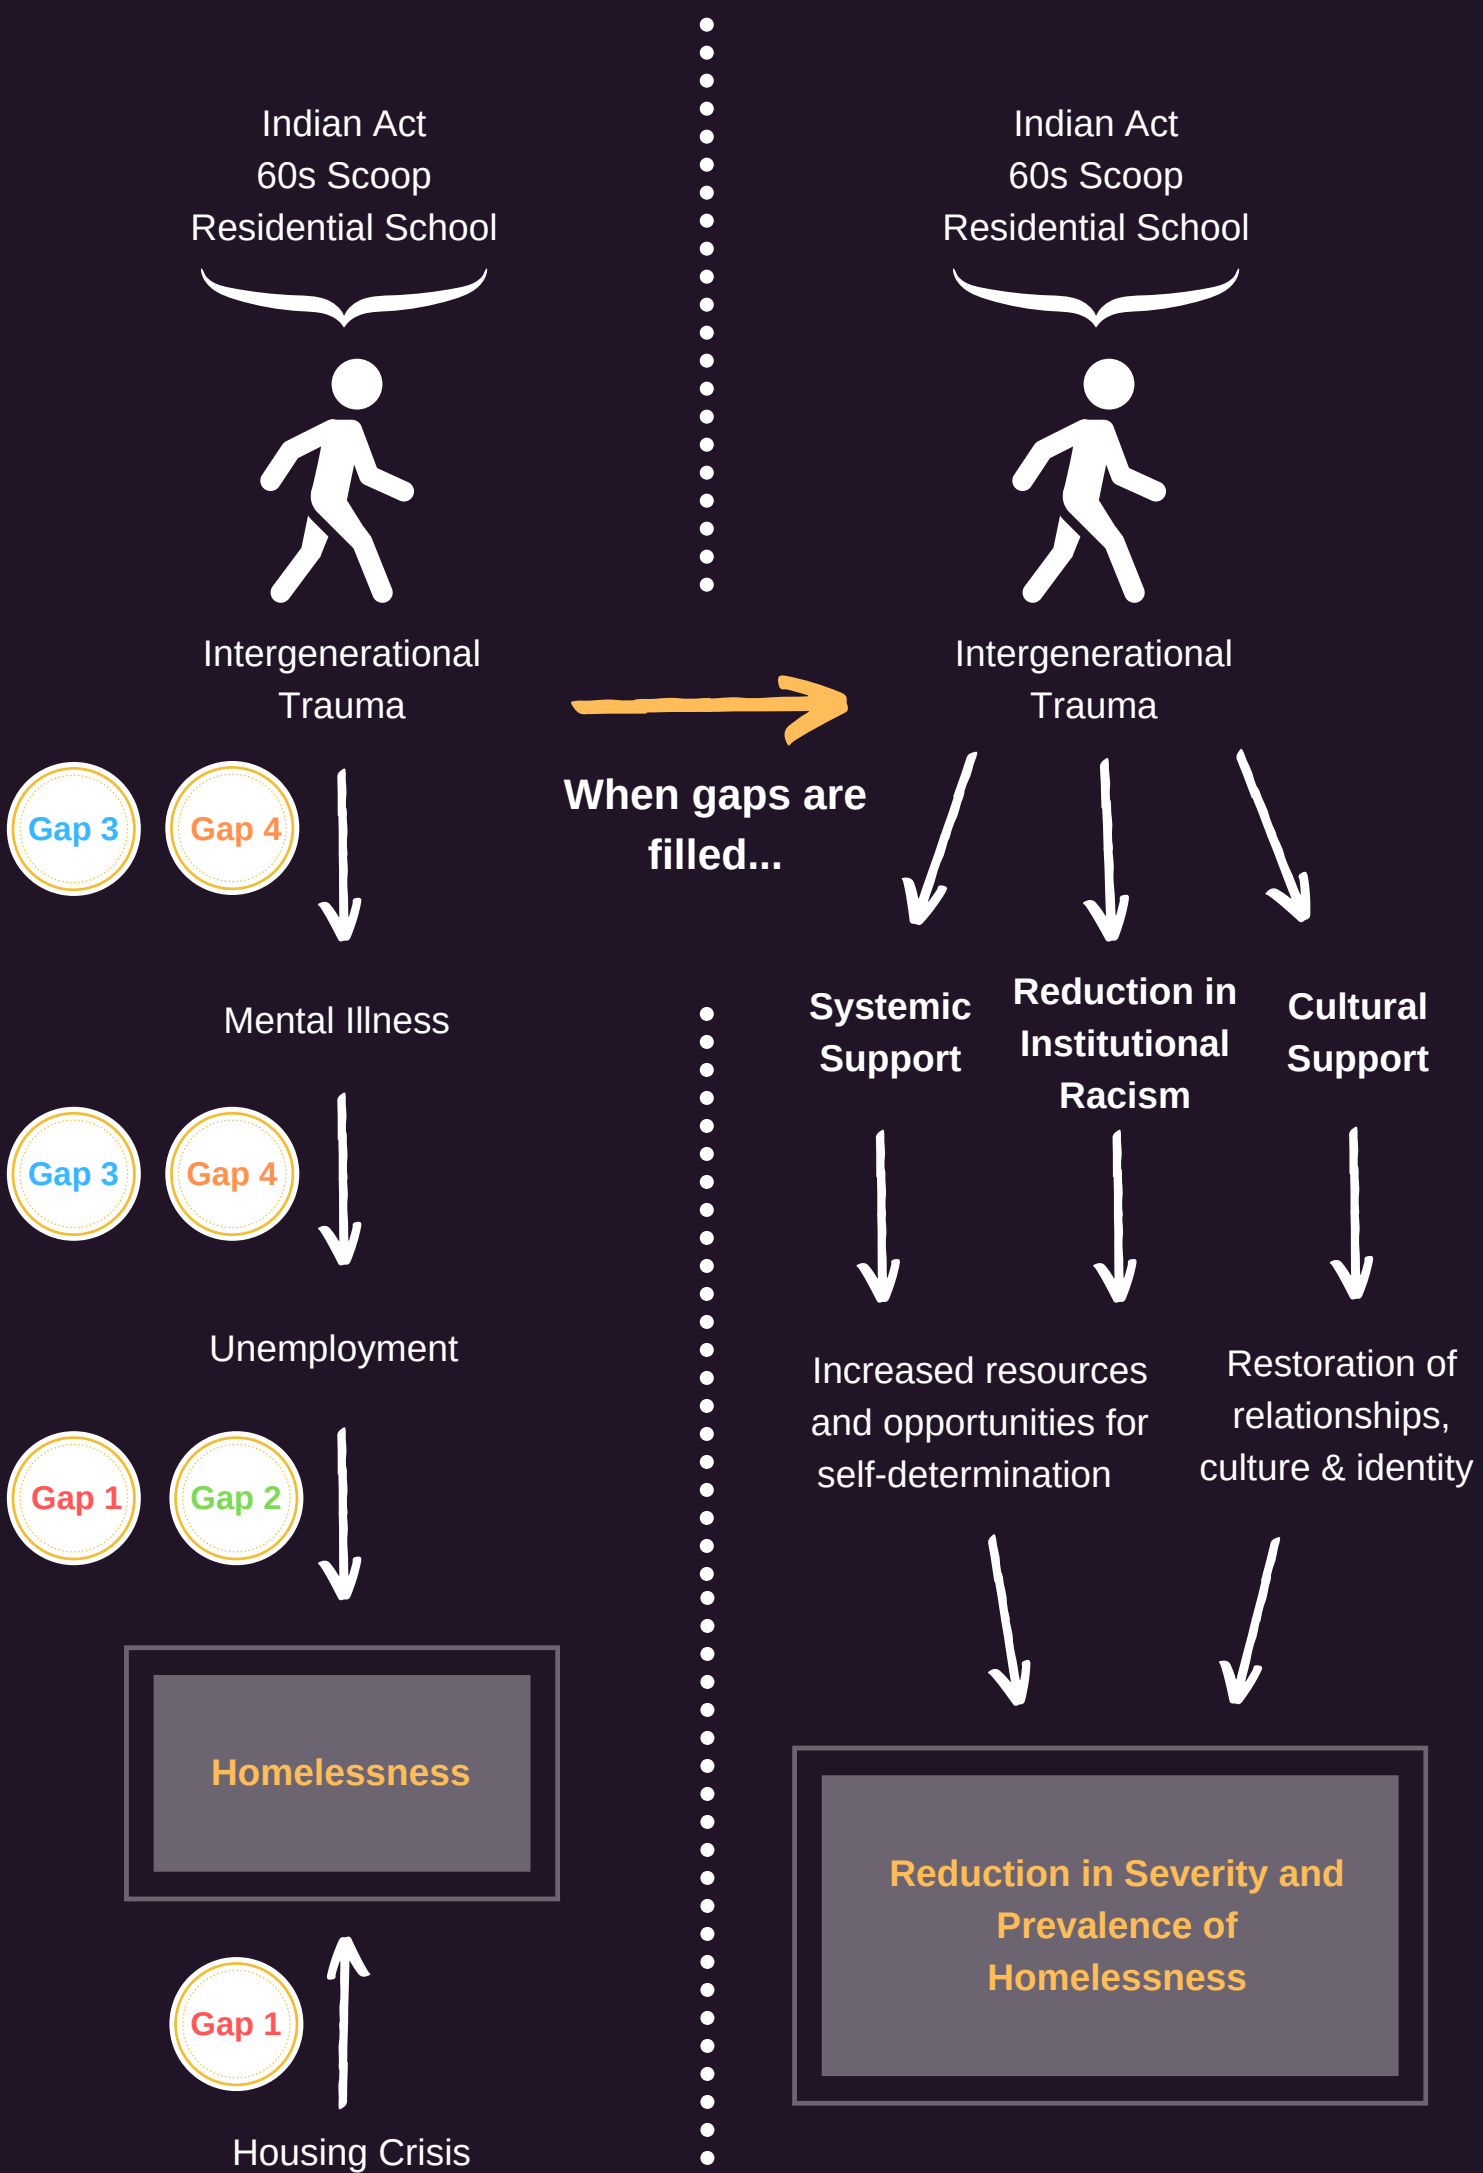 Indian Act
60s Scoop
Residential School
Intergenerational
Trauma
Gap 3
Gap 4
Mental Illness
Gap 3
Gap 4
Unemployment
Gap 1
Gap 2
Homelessness
Gap 1
Housing Crisis
When gaps are
filled...
Indian Act
60s Scoop
Residential School
Intergenerational
Trauma
Systemic
Support
Reduction in
Institutional
Racism
Cultural
Support
Increased resources
and opportunities for
self-determination
Restoration of
relationships,
culture & identity
Reduction in Severity and
Prevalence of
Homelessness